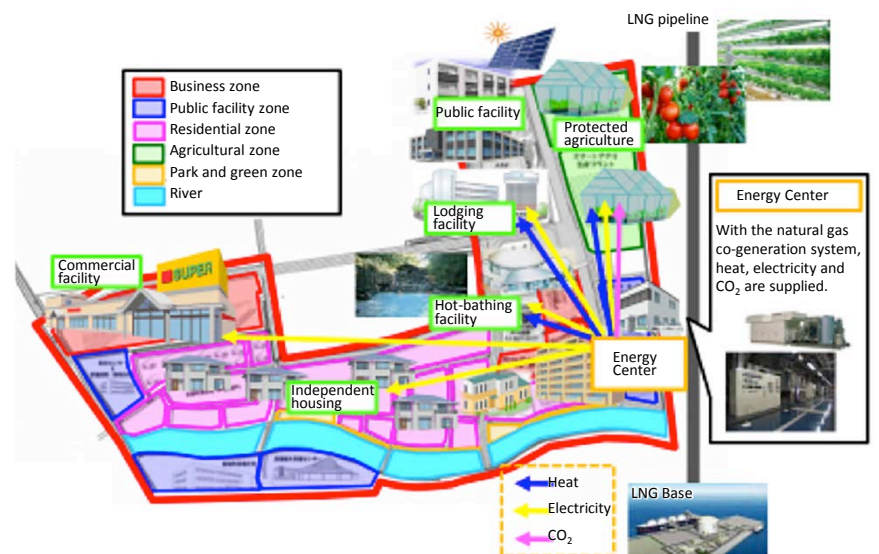 LNG pipeline
Business zone
Public facility zone
Residential zone
Agricultural zone
Park and green zone
River
Public facility
Protected
agriculture
Energy Center
With the natural gas
co-generation system,
heat, electricity and
CO₂ are supplied.
Lodging
facility
Commercial
facility
SUPER
Hot-bathing
facility
Energy
Center
Independent
housing
Heat
Electricity
CO₂
LNG Base